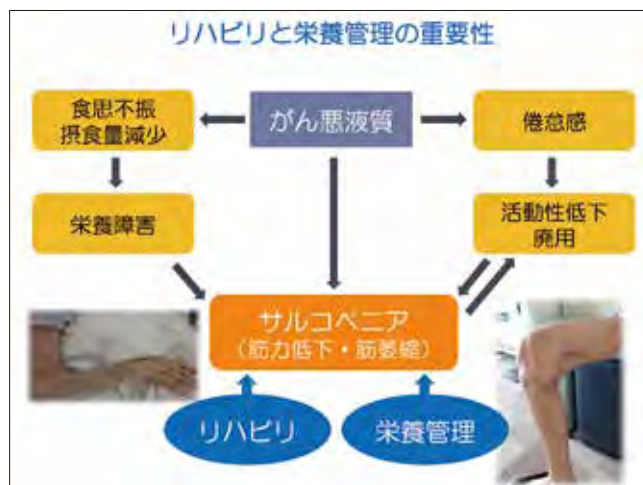 リハビリと栄養管理の重要性
食思不振
摂食量減少
がん悪液質
倦怠感
栄養障害
活動性低下
廃用
サルコペニア
（筋力低下・筋萎縮）
リハビリ
栄養管理